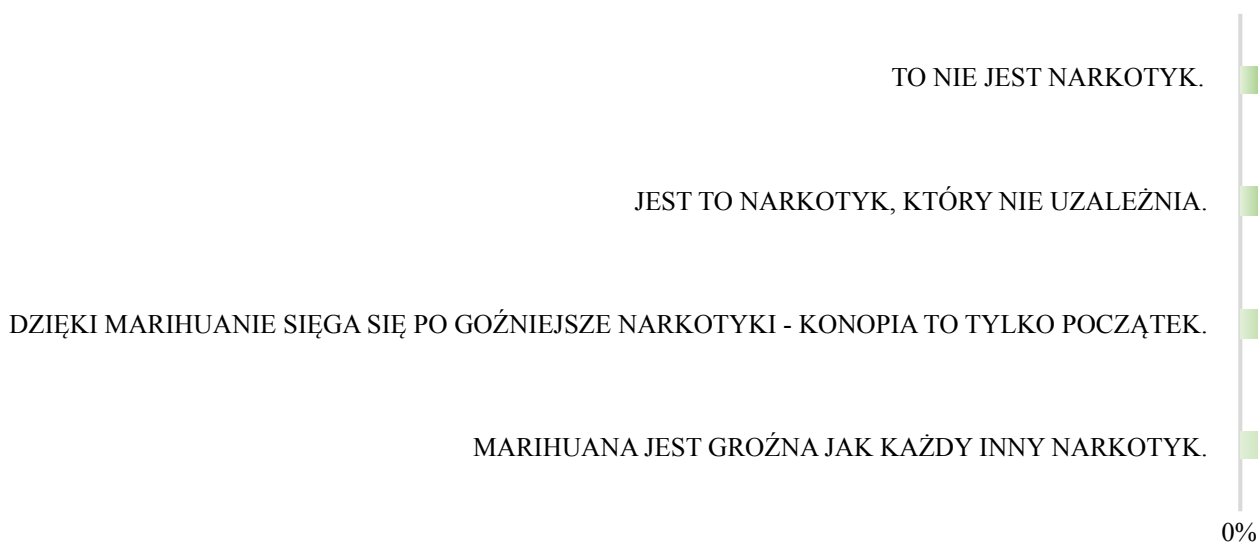 TO NIE JEST NARKOTYK.
JEST TO NARKOTYK, KTÓRY NIE UZALEŻNIA.
DZIĘKI MARIHUANIE SIĘGA SIĘ PO GOŹNIEJSZE NARKOTYKI - KONOPIA TO TYLKO POCZĄTEK.
MARIHUANA JEST GROŹNA JAK KAŻDY INNY NARKOTYK.
0%